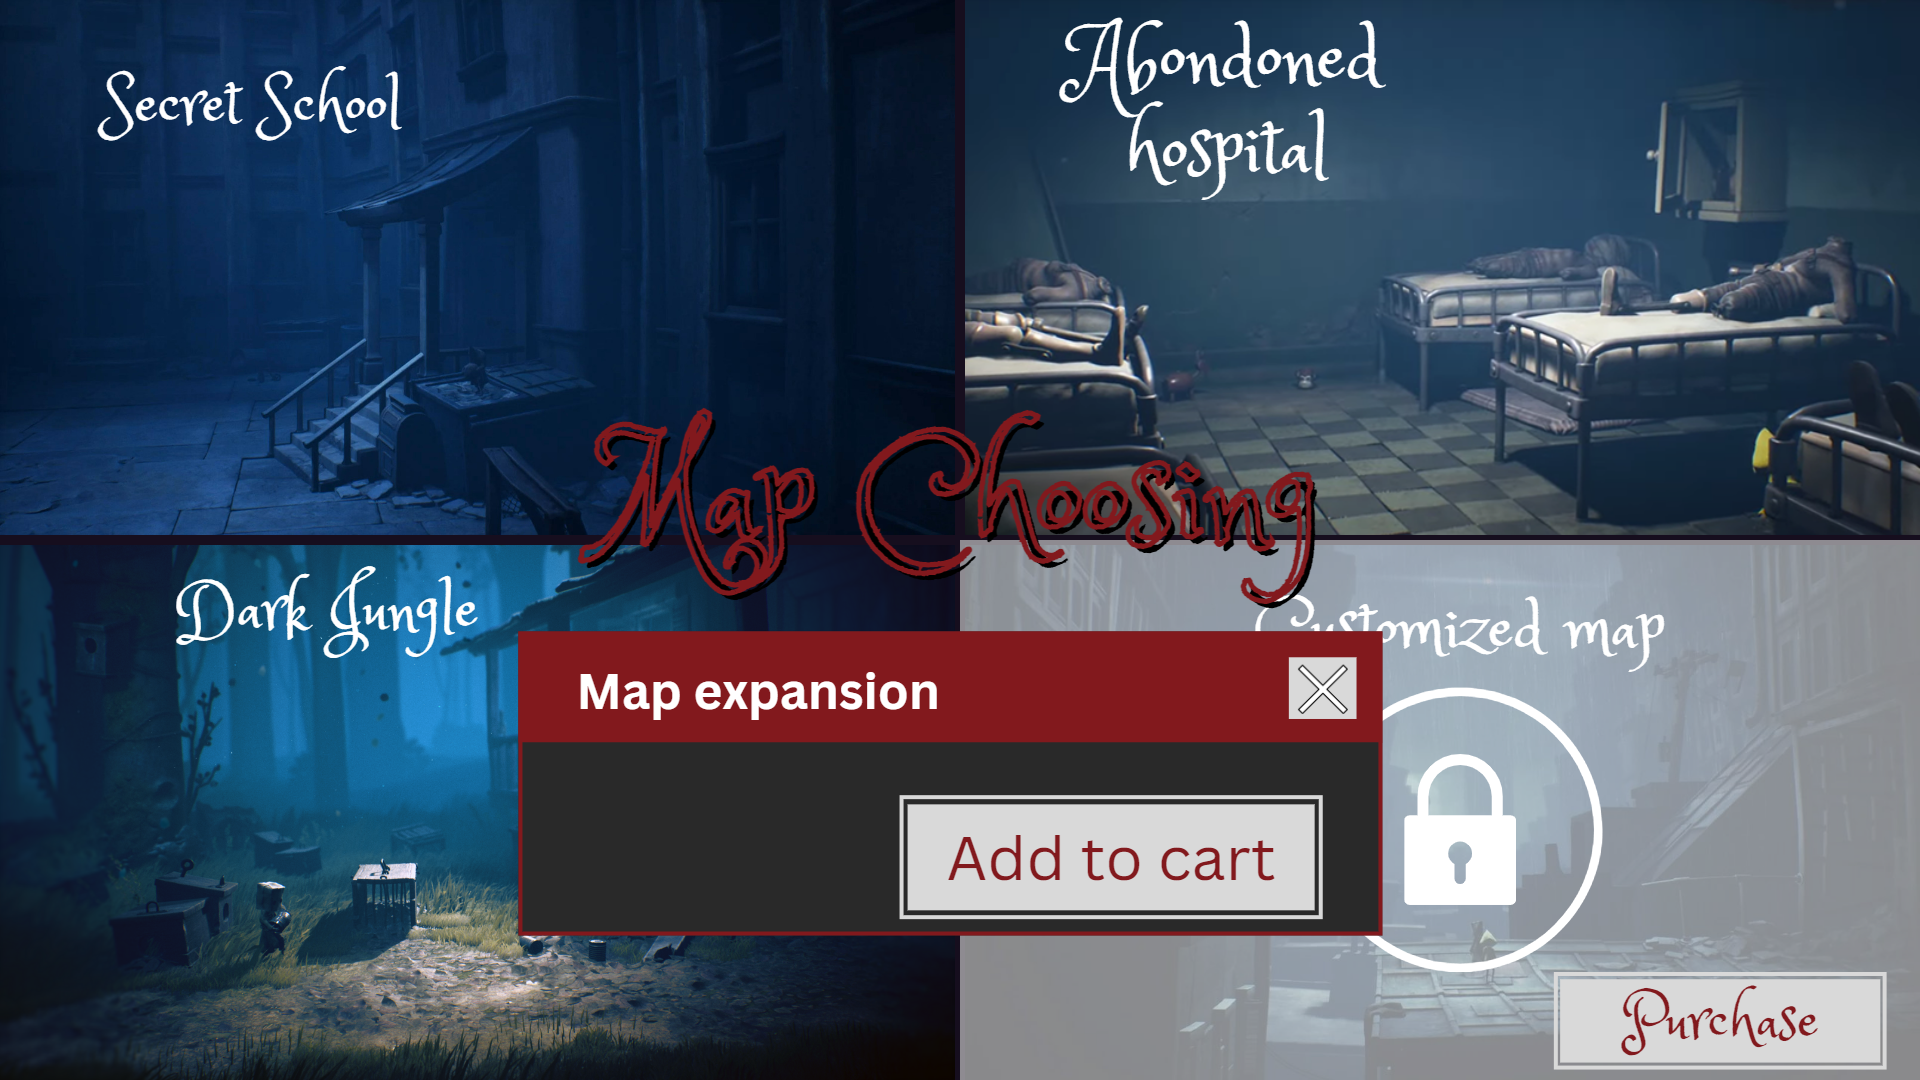 Secret School
Abondoned
hospital
Map Choosing
Dark Jungle
Customized map
Map expansion
Add to cart
Purchase